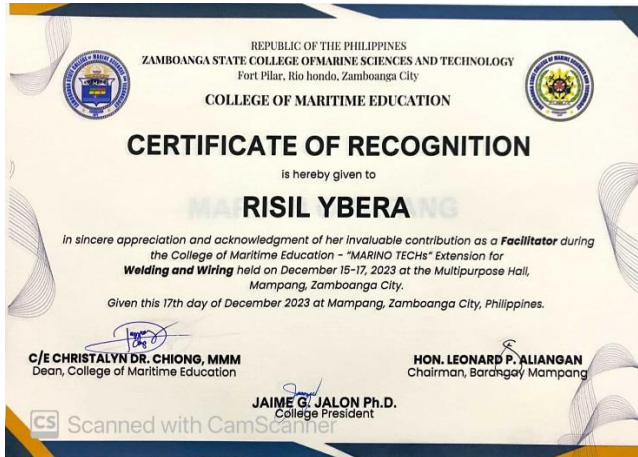 REPUBLIC OF THE PHILIPPINES
ZAMBOANGA STATE COLLEGE OFMARINE SCIENCES AND TECHNOLOGY
Fort Pilar, Rio hondo, Zamboanga City
COLLEGE OF MARITIME EDUCATION
CERTIFICATE OF RECOGNITION
is hereby given to
RISIL YBERA
in sincere appreciation and acknowledgment of her invaluable contribution as a Facilitator during
the College of Maritime Education - "MARINO TECHs" Extension for
Welding and Wiring held on December 15-17, 2023 at the Multipurpose Hall,
Mampang, Zamboanga City.
Given this 17th day of December 2023 at Mampang, Zamboanga City, Philippines.
C/E CHRISTALYN DR. CHIONG, MMM
Dean, College of Maritime Education
HON. LEONARD P. ALIANGAN
Chairman, Barangay Mampang
JAIME G. JALON Ph.D.
College President
CS Scanned with CamScanner